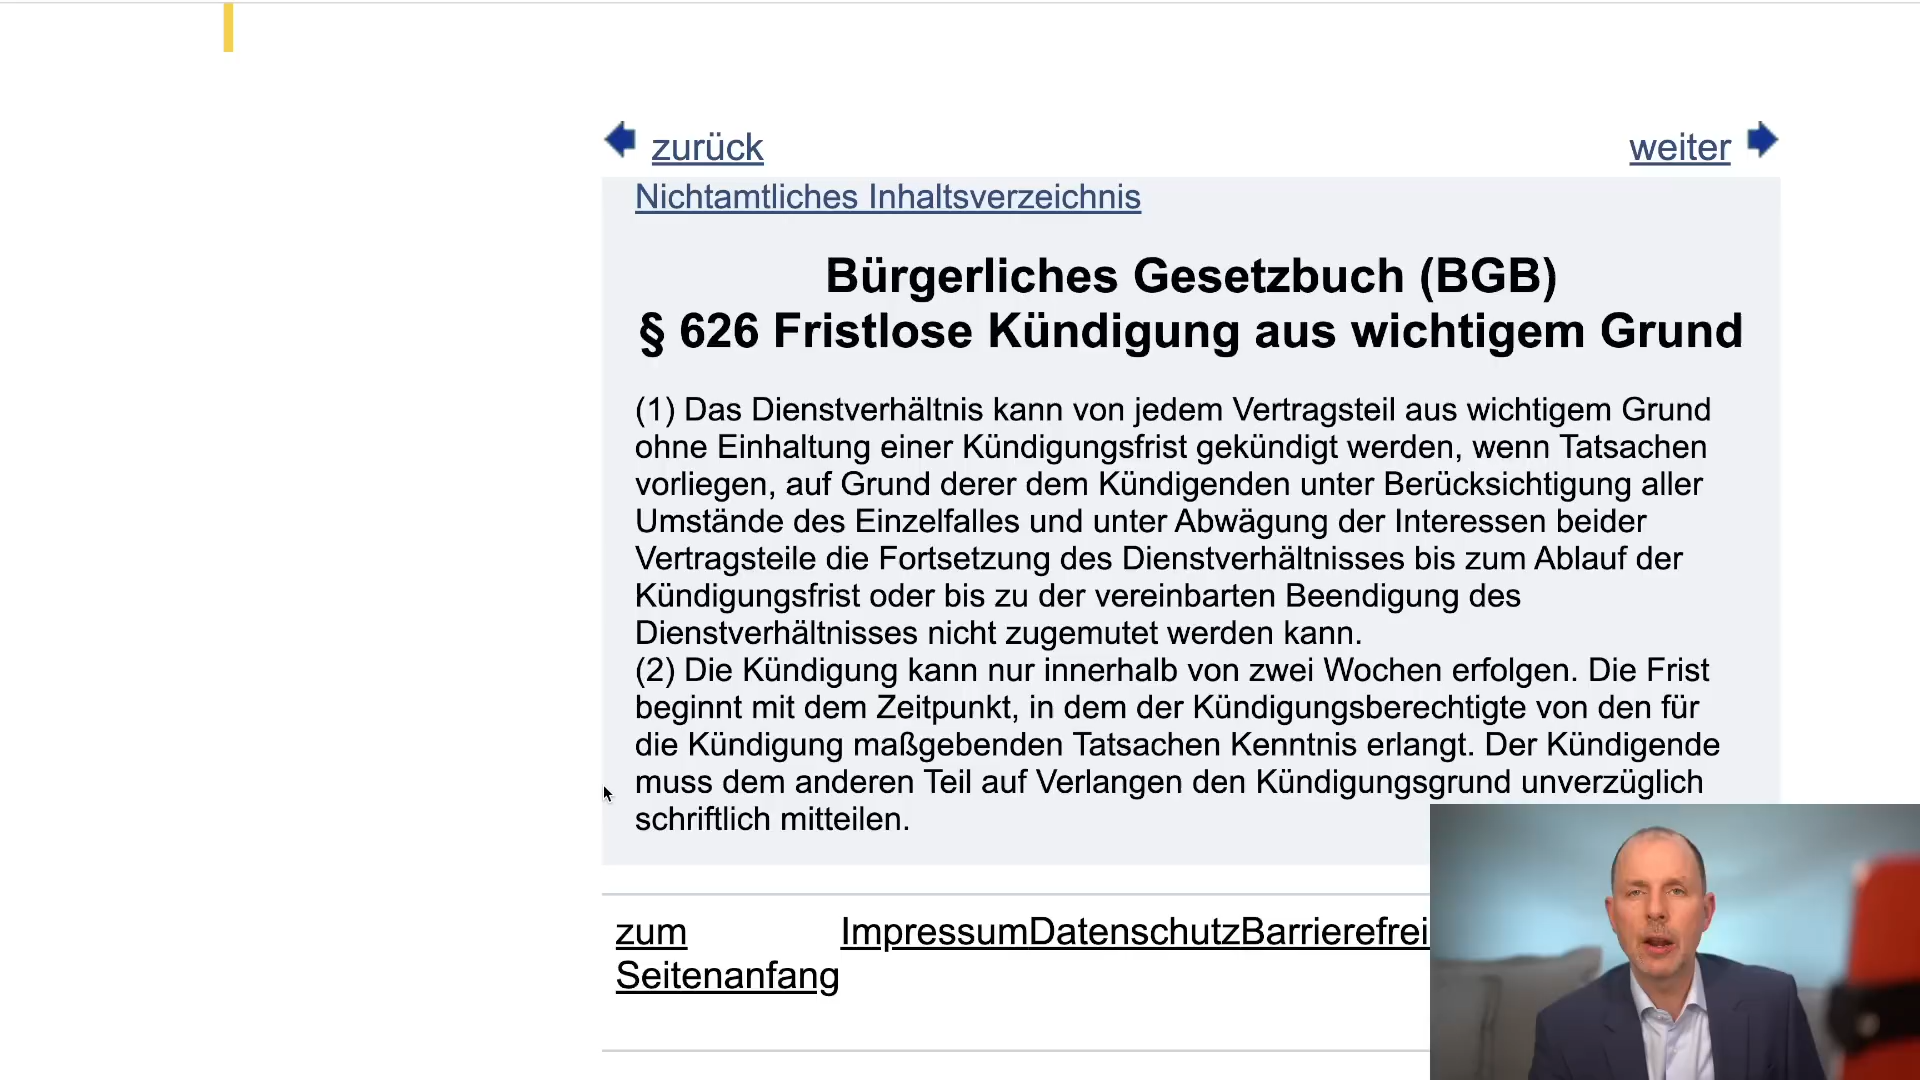 zurück
weiter
Nichtamtliches Inhaltsverzeichnis
Bürgerliches Gesetzbuch (BGB)
§ 626 Fristlose Kündigung aus wichtigem Grund
(1) Das Dienstverhältnis kann von jedem Vertragsteil aus wichtigem Grund
ohne Einhaltung einer Kündigungsfrist gekündigt werden, wenn Tatsachen
vorliegen, auf Grund derer dem Kündigenden unter Berücksichtigung aller
Umstände des Einzelfalles und unter Abwägung der Interessen beider
Vertragsteile die Fortsetzung des Dienstverhältnisses bis zum Ablauf der
Kündigungsfrist oder bis zu der vereinbarten Beendigung des
Dienstverhältnisses nicht zugemutet werden kann.
(2) Die Kündigung kann nur innerhalb von zwei Wochen erfolgen. Die Frist
beginnt mit dem Zeitpunkt, in dem der Kündigungsberechtigte von den für
die Kündigung maßgebenden Tatsachen Kenntnis erlangt. Der Kündigende
muss dem anderen Teil auf Verlangen den Kündigungsgrund unverzüglich
schriftlich mitteilen.
zum
Seitenanfang
ImpressumDatenschutzBarrierefrei